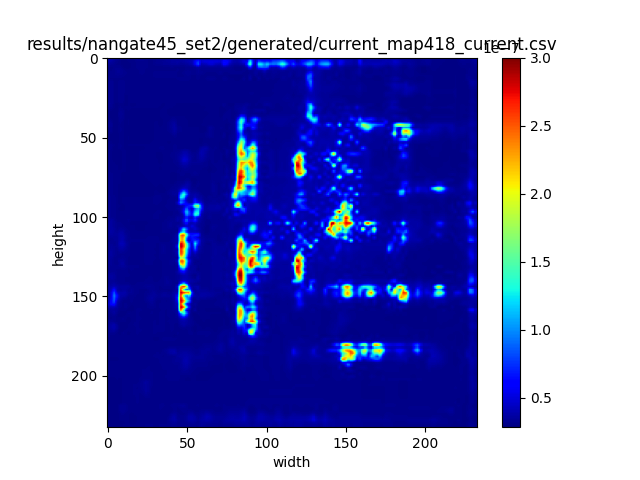 results/nangate45_set2/generated/current_map418_current.csv
1e−7
0
50
100
150
200
height
0 50 100 150 200
width
3.0
2.5
2.0
1.5
1.0
0.5